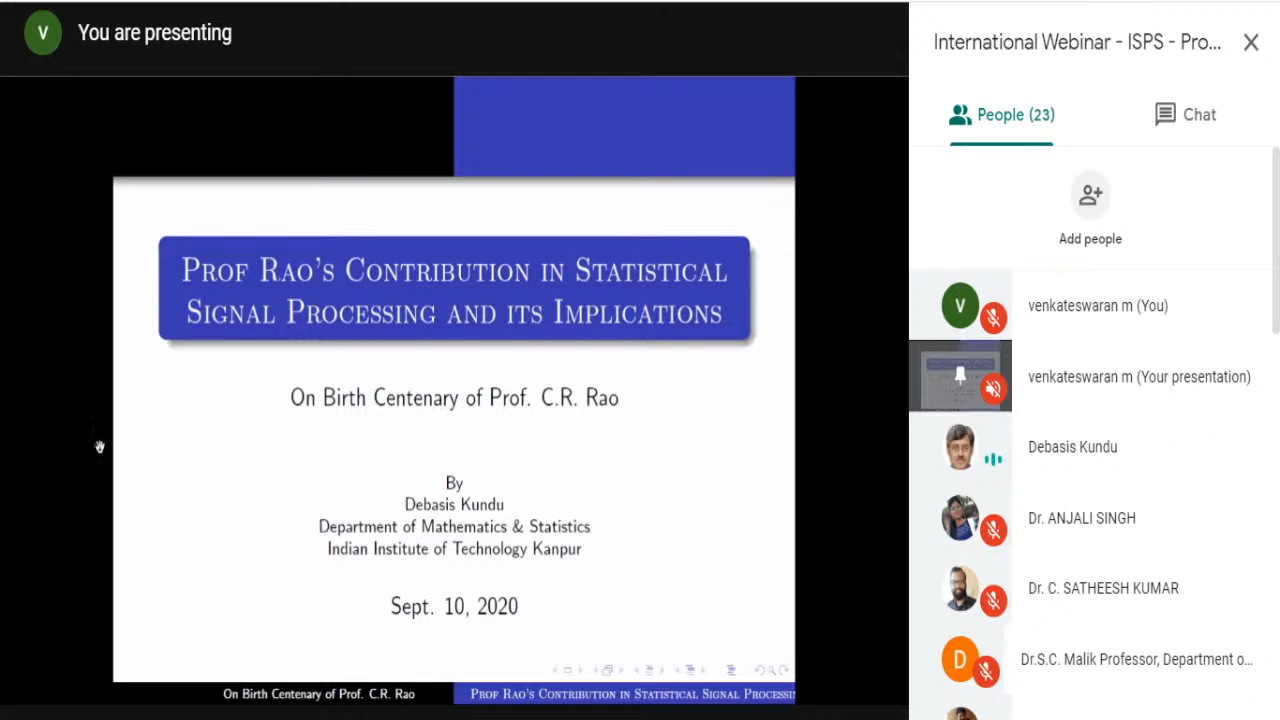 V
You are presenting
International Webinar - ISPS - Pro...
People (23)
Chat
Add people
PROF RAO'S CONTRIBUTION IN STATISTICAL
SIGNAL PROCESSING AND ITS IMPLICATIONS
On Birth Centenary of Prof. C.R. Rao
By
Debasis Kundu
Department of Mathematics & Statistics
Indian Institute of Technology Kanpur
Sept. 10, 2020
On Birth Centenary of Prof. C.R. Rao
PROF RAO'S CONTRIBUTION IN STATISTICAL SIGNAL PROCESSIN
V
venkateswaran m (You)
venkateswaran m (Your presentation)
Debasis Kundu
Dr. ANJALI SINGH
Dr. C. SATHEESH KUMAR
D
Dr.S.C. Malik Professor, Department o...